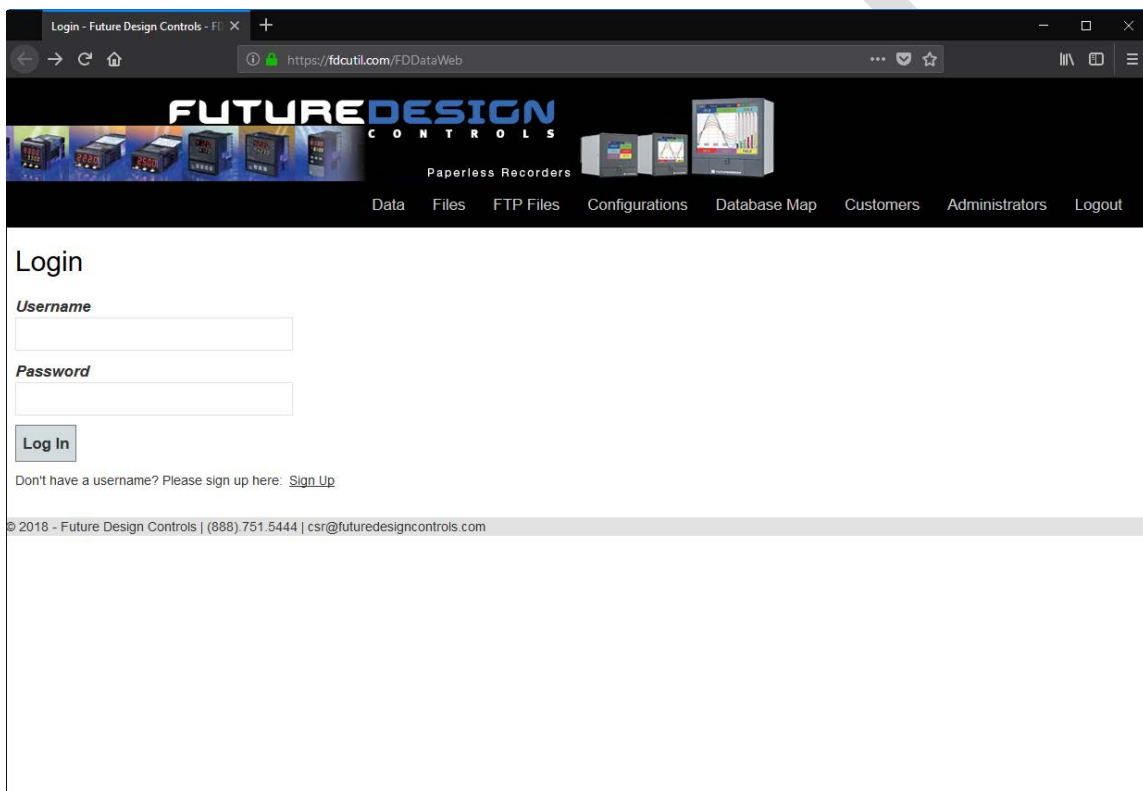 Login - Future Design Controls - F
https://fdcutil.com/FDDataWeb
FUTUREDESIGN
CONTROLS
Paperless Recorders
Data Files FTP Files Configurations Database Map Customers Administrators Logout
Login
Username
Password
Log In
Don't have a username? Please sign up here: Sign Up
© 2018 - Future Design Controls | (888).751.5444 | csr@futuredesigncontrols.com